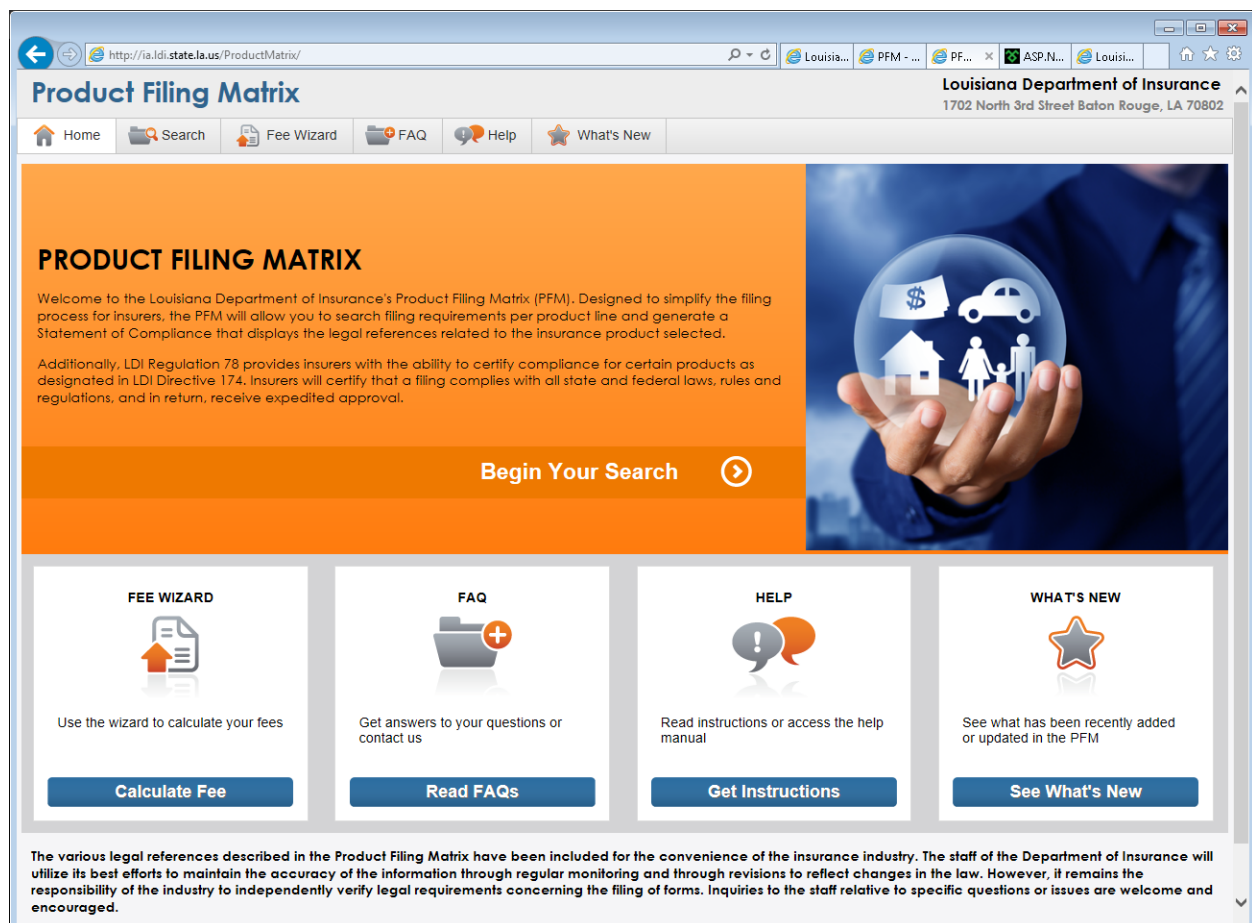 http://ia.ldi.state.la.us/ProductMatrix/
Louisia...
PFM - ...
PF...
ASP.N...
Louisi...
Product Filing Matrix
Louisiana Department of Insurance
1702 North 3rd Street Baton Rouge, LA 70802
Home
Search
Fee Wizard
FAQ
Help
What's New
PRODUCT FILING MATRIX
Welcome to the Louisiana Department of Insurance's Product Filing Matrix (PFM). Designed to simplify the filing
process for insurers, the PFM will allow you to search filing requirements per product line and generate a
Statement of Compliance that displays the legal references related to the insurance product selected.
Additionally, LDI Regulation 78 provides insurers with the ability to certify compliance for certain products as
designated in LDI Directive 174. Insurers will certify that a filing complies with all state and federal laws, rules and
regulations, and in return, receive expedited approval.
Begin Your Search
$
FEE WIZARD
Use the wizard to calculate your fees
Calculate Fee
FAQ
Get answers to your questions or
contact us
Read FAQs
HELP
Read instructions or access the help
manual
Get Instructions
WHAT'S NEW
See what has been recently added
or updated in the PFM
See What's New
The various legal references described in the Product Filing Matrix have been included for the convenience of the insurance industry. The staff of the Department of Insurance will
utilize its best efforts to maintain the accuracy of the information through regular monitoring and through revisions to reflect changes in the law. However, it remains the
responsibility of the industry to independently verify legal requirements concerning the filing of forms. Inquiries to the staff relative to specific questions or issues are welcome and
encouraged.